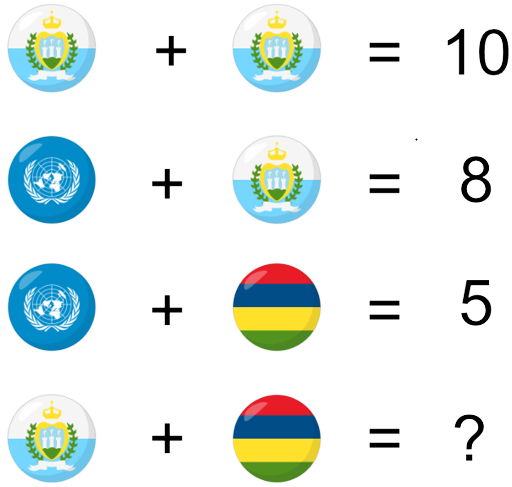 + = 10
+ = 8
+ = 5
+ = ?